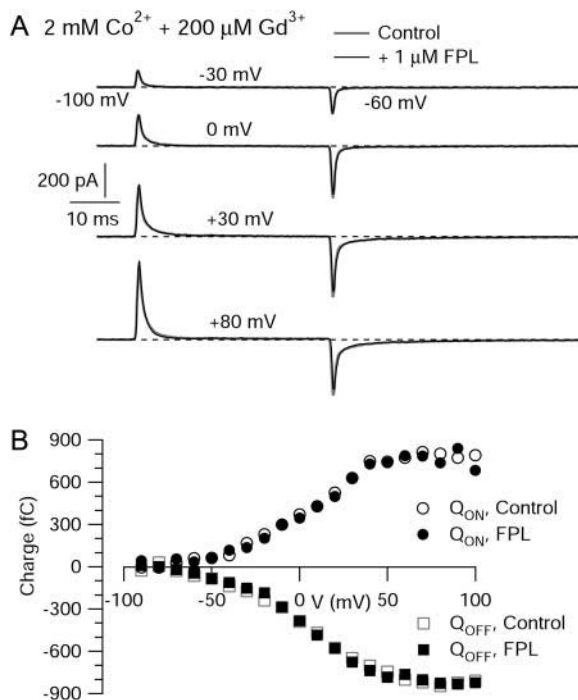 A 2 mM Co²⁺ + 200 μM Gd³⁺
Control
+ 1 μM FPL
-30 mV
-100 mV
-60 mV
0 mV
200 pA
10 ms
+30 mV
+80 mV
B
900
600
300
0
-300
-600
-900
Charge (fC)
-100
-50
0
50
100
V (mV)
Q_ON, Control
Q_ON, FPL
Q_OFF, Control
Q_OFF, FPL